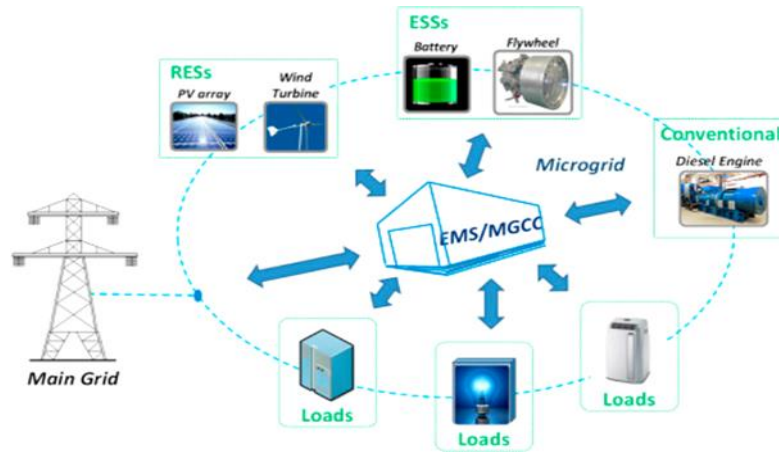 ESSs
Battery
Flywheel
RESs
PV array
Wind
Turbine
Conventional
Diesel Engine
Microgrid
EMS/MGCC
Main Grid
Loads
Loads
Loads